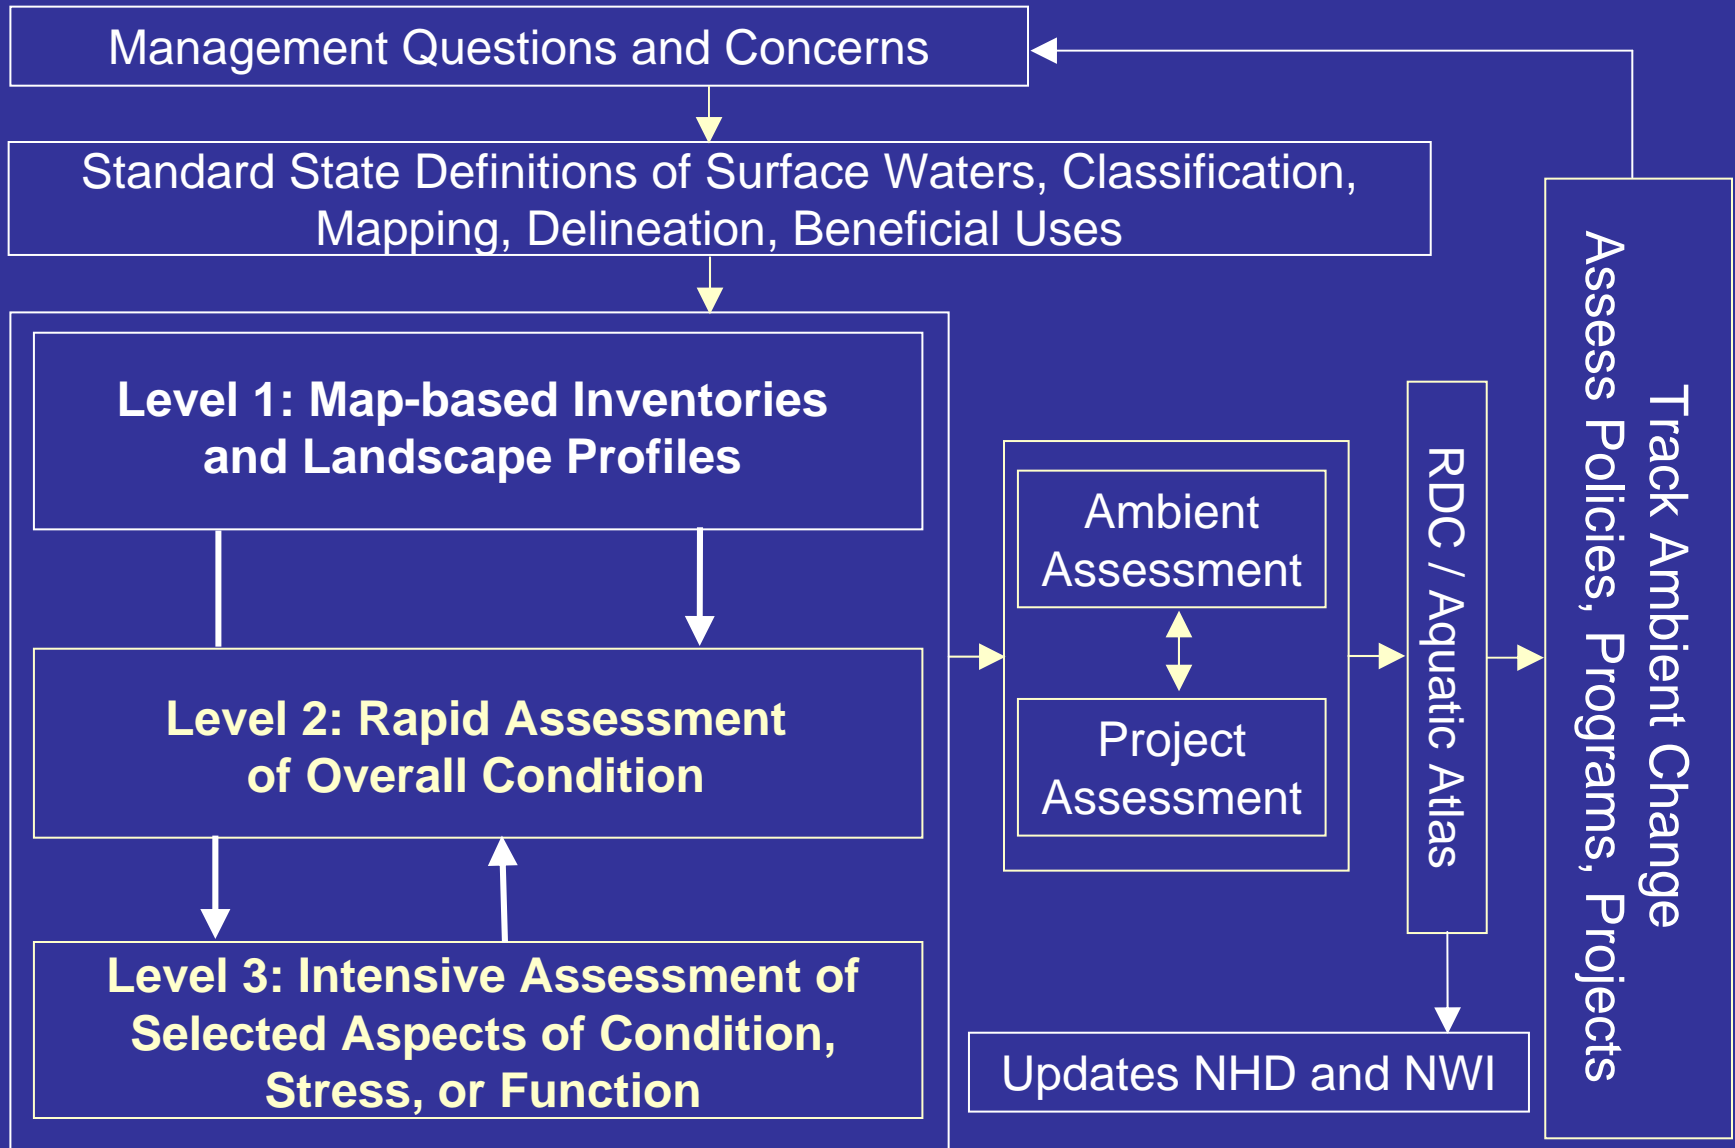 Management Questions and Concerns
Standard State Definitions of Surface Waters, Classification,
Mapping, Delineation, Beneficial Uses
Level 1: Map-based Inventories
and Landscape Profiles
Level 2: Rapid Assessment
of Overall Condition
Level 3: Intensive Assessment of
Selected Aspects of Condition,
Stress, or Function
Ambient
Assessment
Project
Assessment
RDC / Aquatic Atlas
Updates NHD and NWI
Track Ambient Change
Assess Policies, Programs, Projects